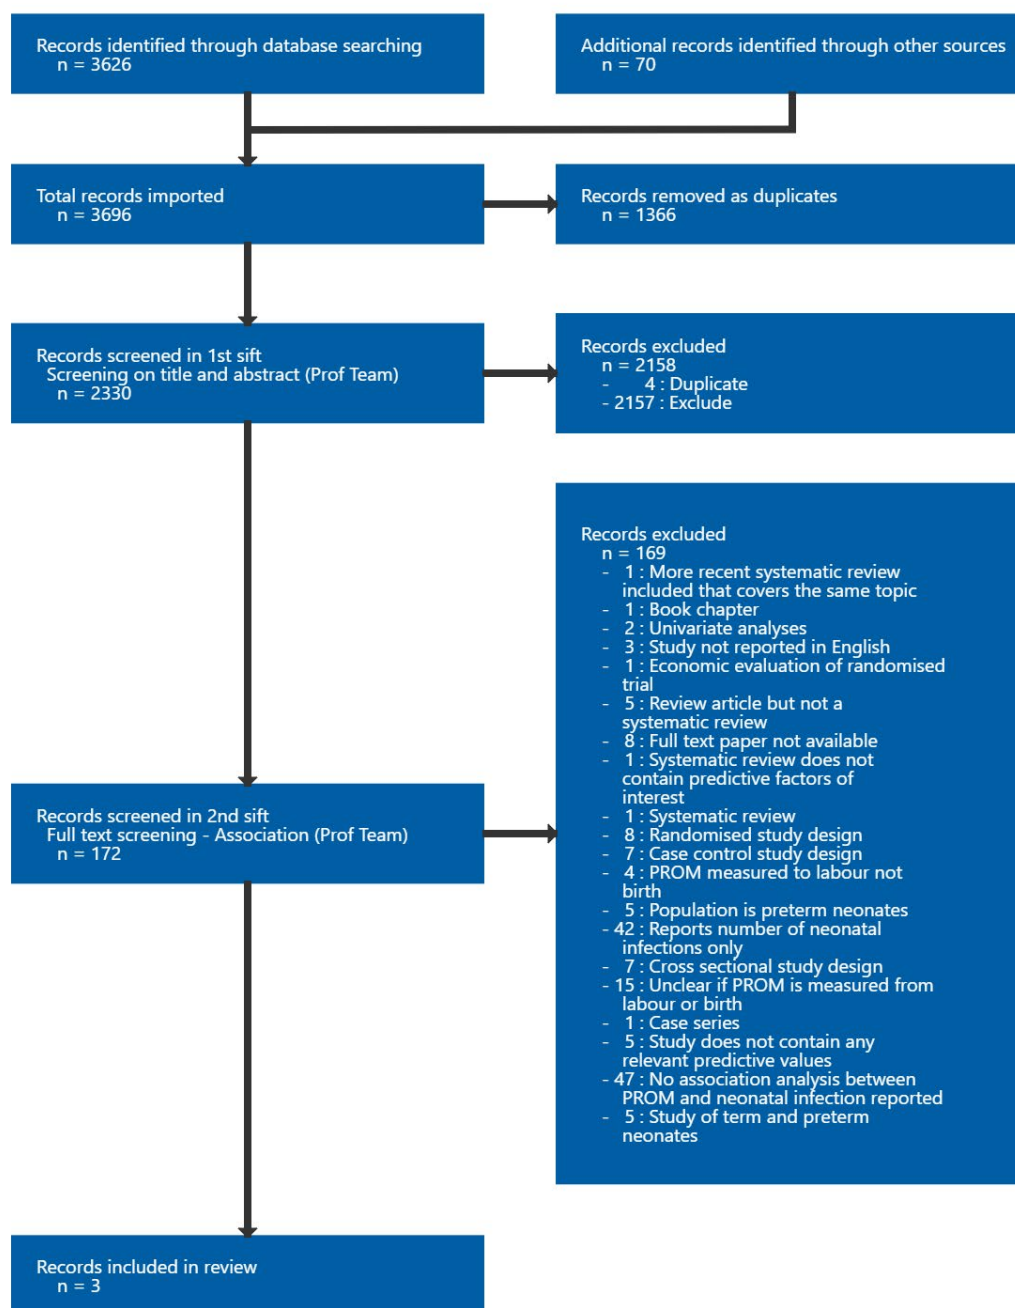 Records identified through database searching
n = 3626
Additional records identified through other sources
n = 70
Total records imported
n = 3696
Records removed as duplicates
n = 1366
Records screened in 1st sift
Screening on title and abstract (Prof Team)
n = 2330
Records excluded
n = 2158
- 4 : Duplicate
- 2157 : Exclude
Records screened in 2nd sift
Full text screening - Association (Prof Team)
n = 172
Records excluded
n = 169
- 1 : More recent systematic review
included that covers the same topic
- 1 : Book chapter
- 2 : Univariate analyses
- 3 : Study not reported in English
- 1 : Economic evaluation of randomised
trial
- 5 : Review article but not a
systematic review
- 8 : Full text paper not available
- 1 : Systematic review does not
contain predictive factors of
interest
- 1 : Systematic review
- 8 : Randomised study design
- 7 : Case control study design
- 4 : PROM measured to labour not
birth
- 5 : Population is preterm neonates
- 42 : Reports number of neonatal
infections only
- 7 : Cross sectional study design
- 15 : Unclear if PROM is measured from
labour or birth
- 1 : Case series
- 5 : Study does not contain any
relevant predictive values
- 47 : No association analysis between
PROM and neonatal infection reported
- 5 : Study of term and preterm
neonates
Records included in review
n = 3